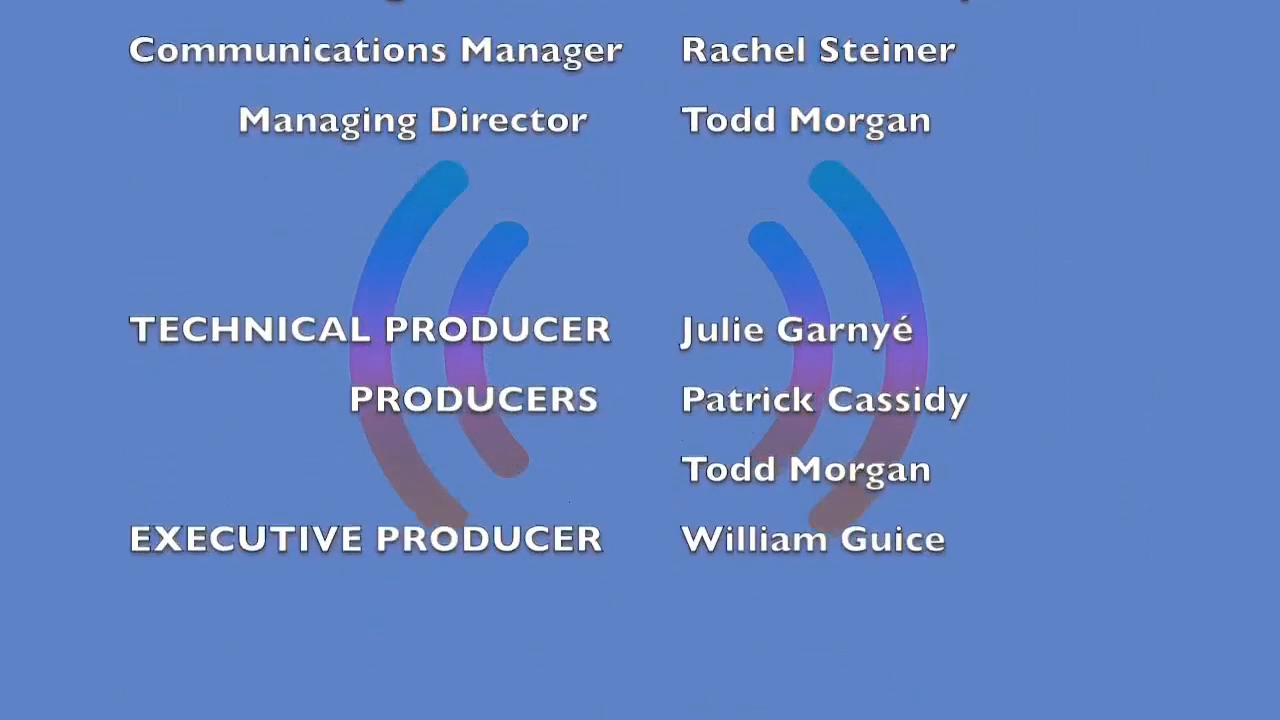 Communications Manager Rachel Steiner
Managing Director Todd Morgan
TECHNICAL PRODUCER Julie Garnyé
PRODUCERS Patrick Cassidy
Todd Morgan
EXECUTIVE PRODUCER William Guice